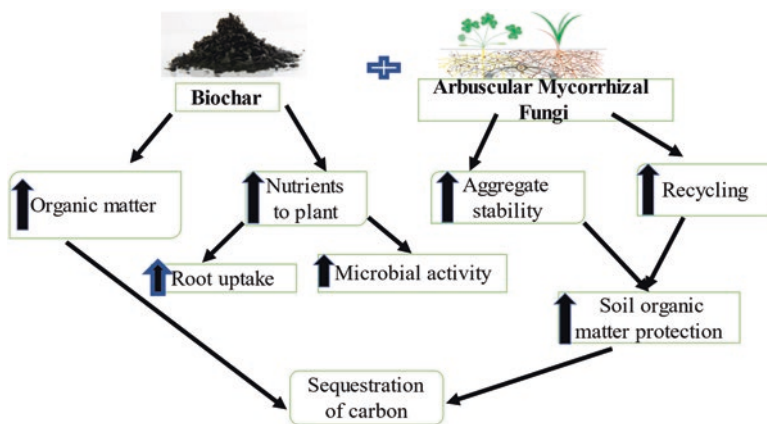 Biochar
Arbuscular Mycorrhizal
Fungi
Organic matter
Nutrients
to plant
Aggregate
stability
Recycling
Root uptake
Microbial activity
Soil organic
matter protection
Sequestration
of carbon